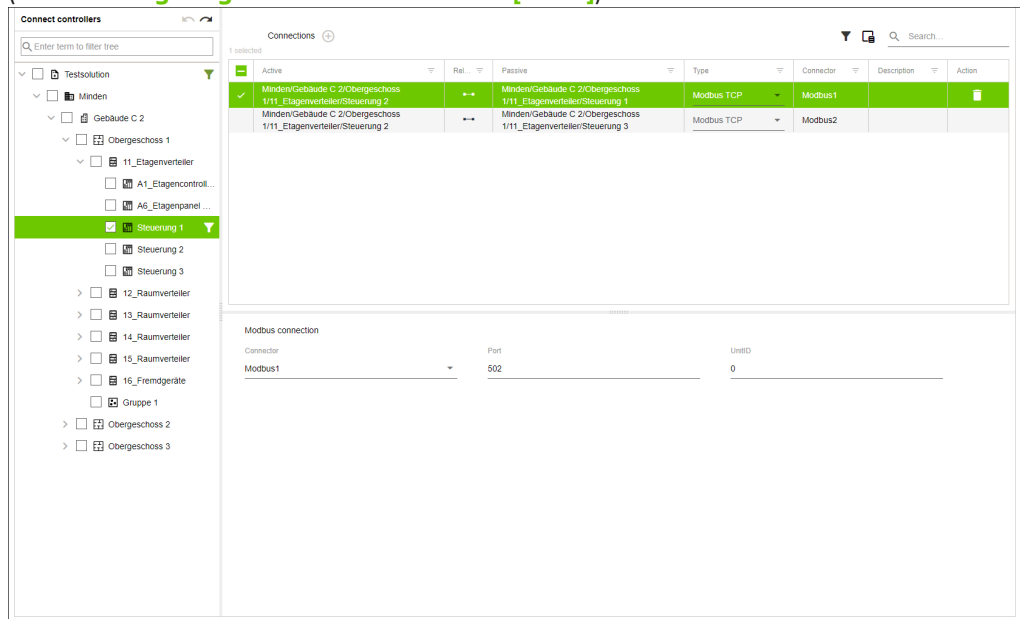 Connect controllers
Enter term to filter tree
Testsolution
Minden
Gebäude C 2
Obergeschoss 1
11_Etagenverteiler
A1_Etagencontroll...
A6_Etagenpanel ...
Steuerung 1
Steuerung 2
Steuerung 3
12_Raumverteiler
13_Raumverteiler
14_Raumverteiler
15_Raumverteiler
16_Fremdgeräte
Gruppe 1
Obergeschoss 2
Obergeschoss 3
Connections
Search...
1 selected
Active Rel... Passive Type Connector Description Action
Minden/Gebäude C 2/Obergeschoss Minden/Gebäude C 2/Obergeschoss
1/11_Etagenverteiler/Steuerung 2 1/11_Etagenverteiler/Steuerung 1 Modbus TCP Modbus1
Minden/Gebäude C 2/Obergeschoss Minden/Gebäude C 2/Obergeschoss
1/11_Etagenverteiler/Steuerung 2 1/11_Etagenverteiler/Steuerung 3 Modbus TCP Modbus2
Modbus connection
Connector Port UnitID
Modbus1 502 0